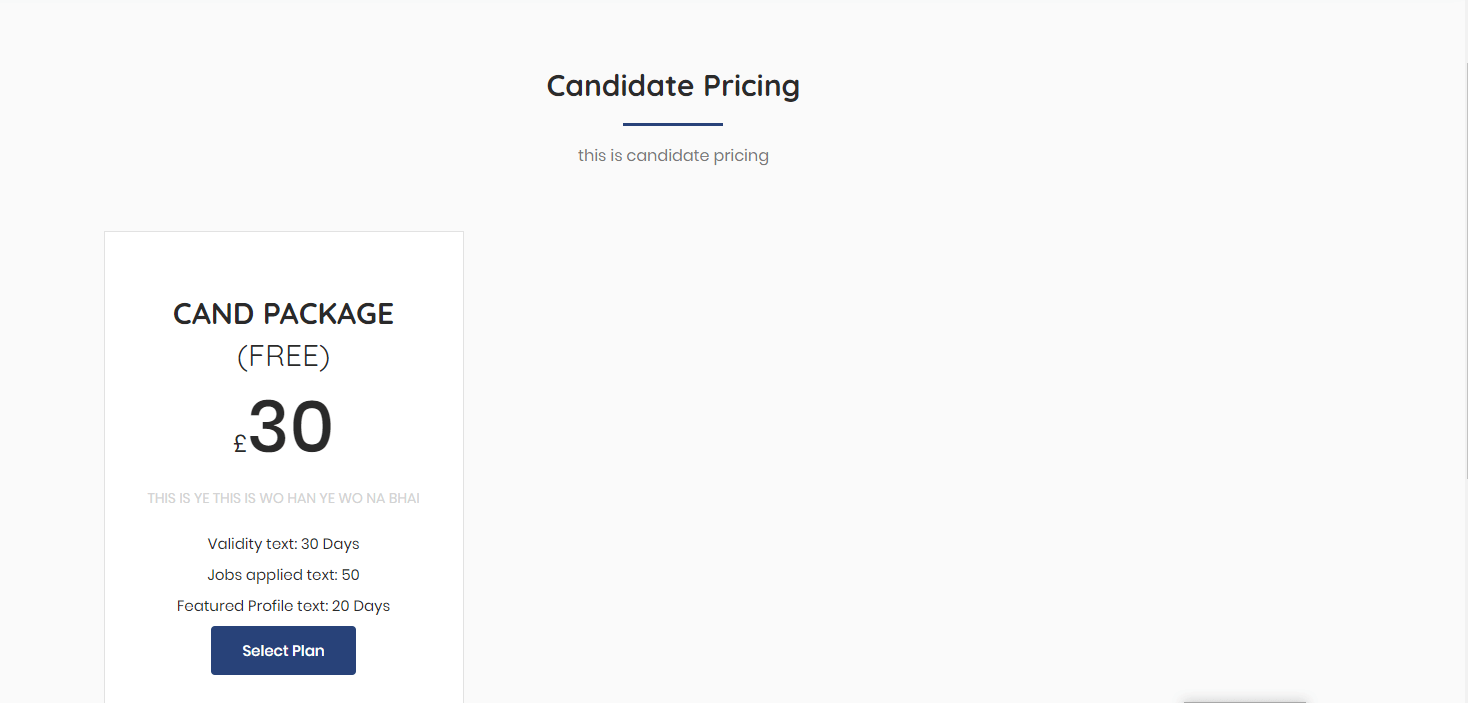 Candidate Pricing
this is candidate pricing
CAND PACKAGE
(FREE)
£30
THIS IS YE THIS IS WO HAN YE WO NA BHAI
Validity text: 30 Days
Jobs applied text: 50
Featured Profile text: 20 Days
Select Plan